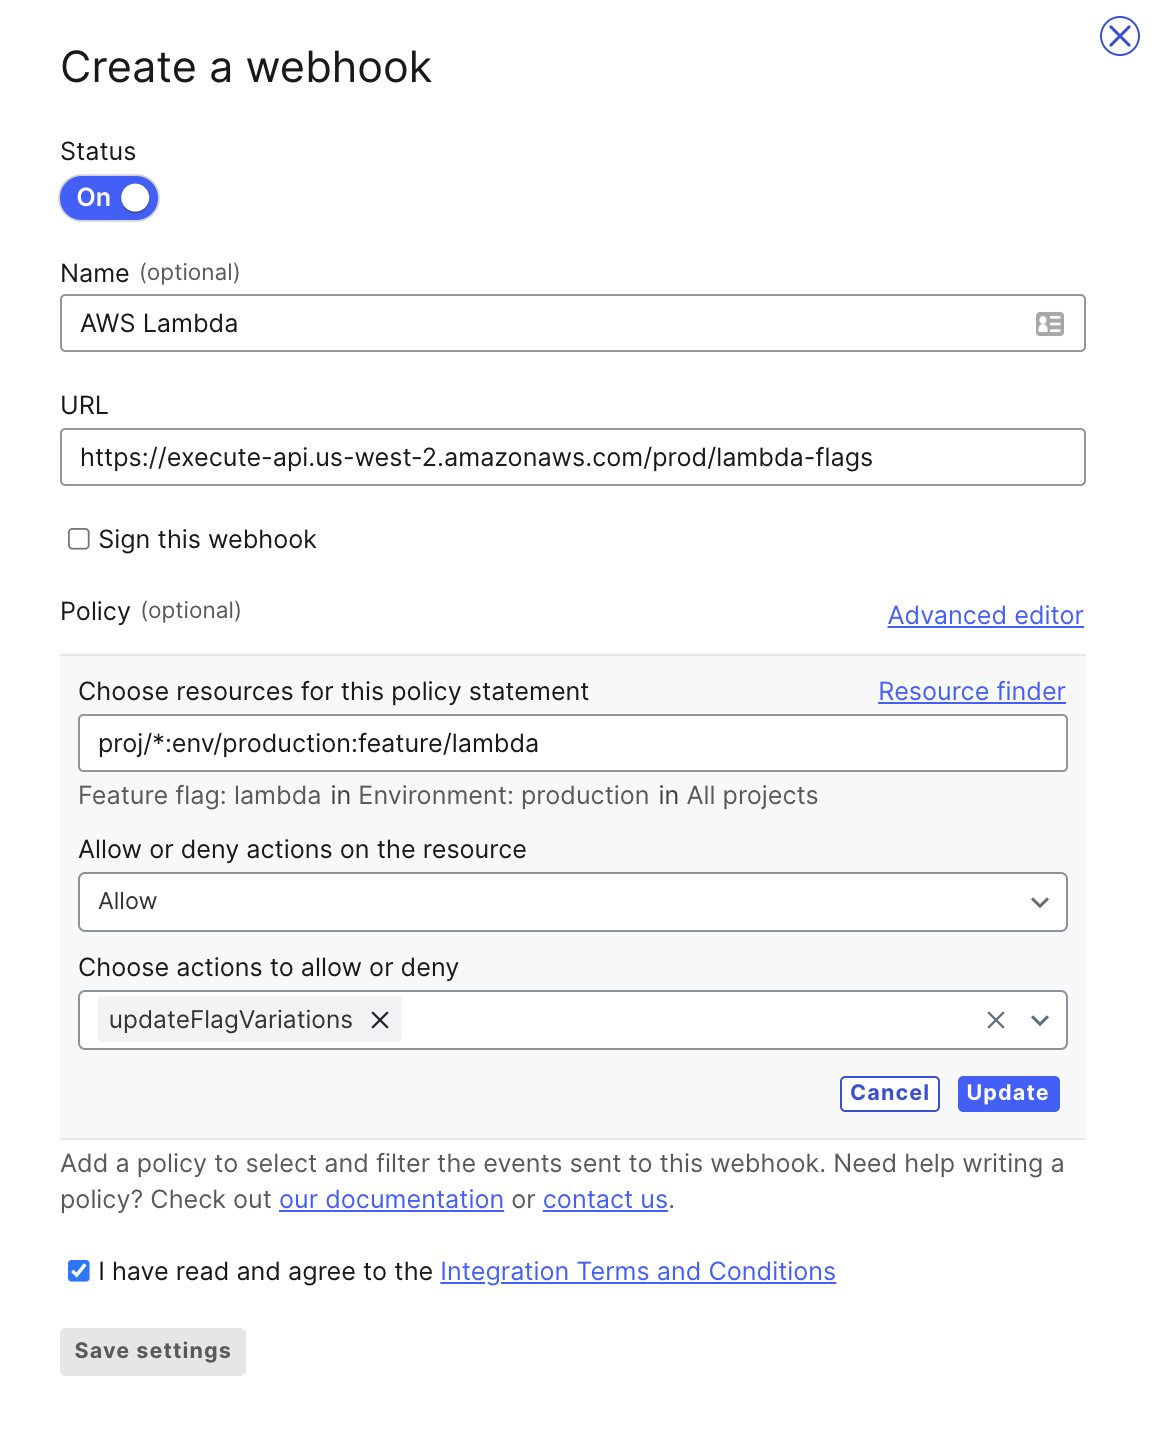 Create a webhook
Status
On
Name (optional)
AWS Lambda
URL
https://execute-api.us-west-2.amazonaws.com/prod/lambda-flags
Sign this webhook
Policy (optional)
Advanced editor
Choose resources for this policy statement
Resource finder
proj/*:env/production:feature/lambda
Feature flag: lambda in Environment: production in All projects
Allow or deny actions on the resource
Allow
Choose actions to allow or deny
updateFlagVariations
Cancel
Update
Add a policy to select and filter the events sent to this webhook. Need help writing a
policy? Check out our documentation or contact us.
I have read and agree to the Integration Terms and Conditions
Save settings